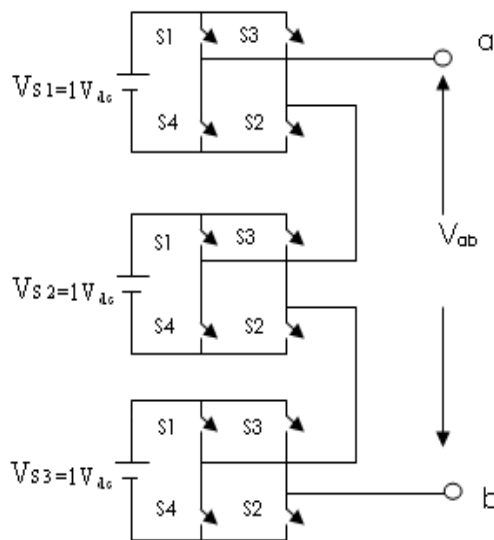 S1 S3 a
VS1=1Vdc
S4 S2
S1 S3 Vab
VS2=1Vdc
S4 S2
S1 S3
VS3=1Vdc
S4 S2 b